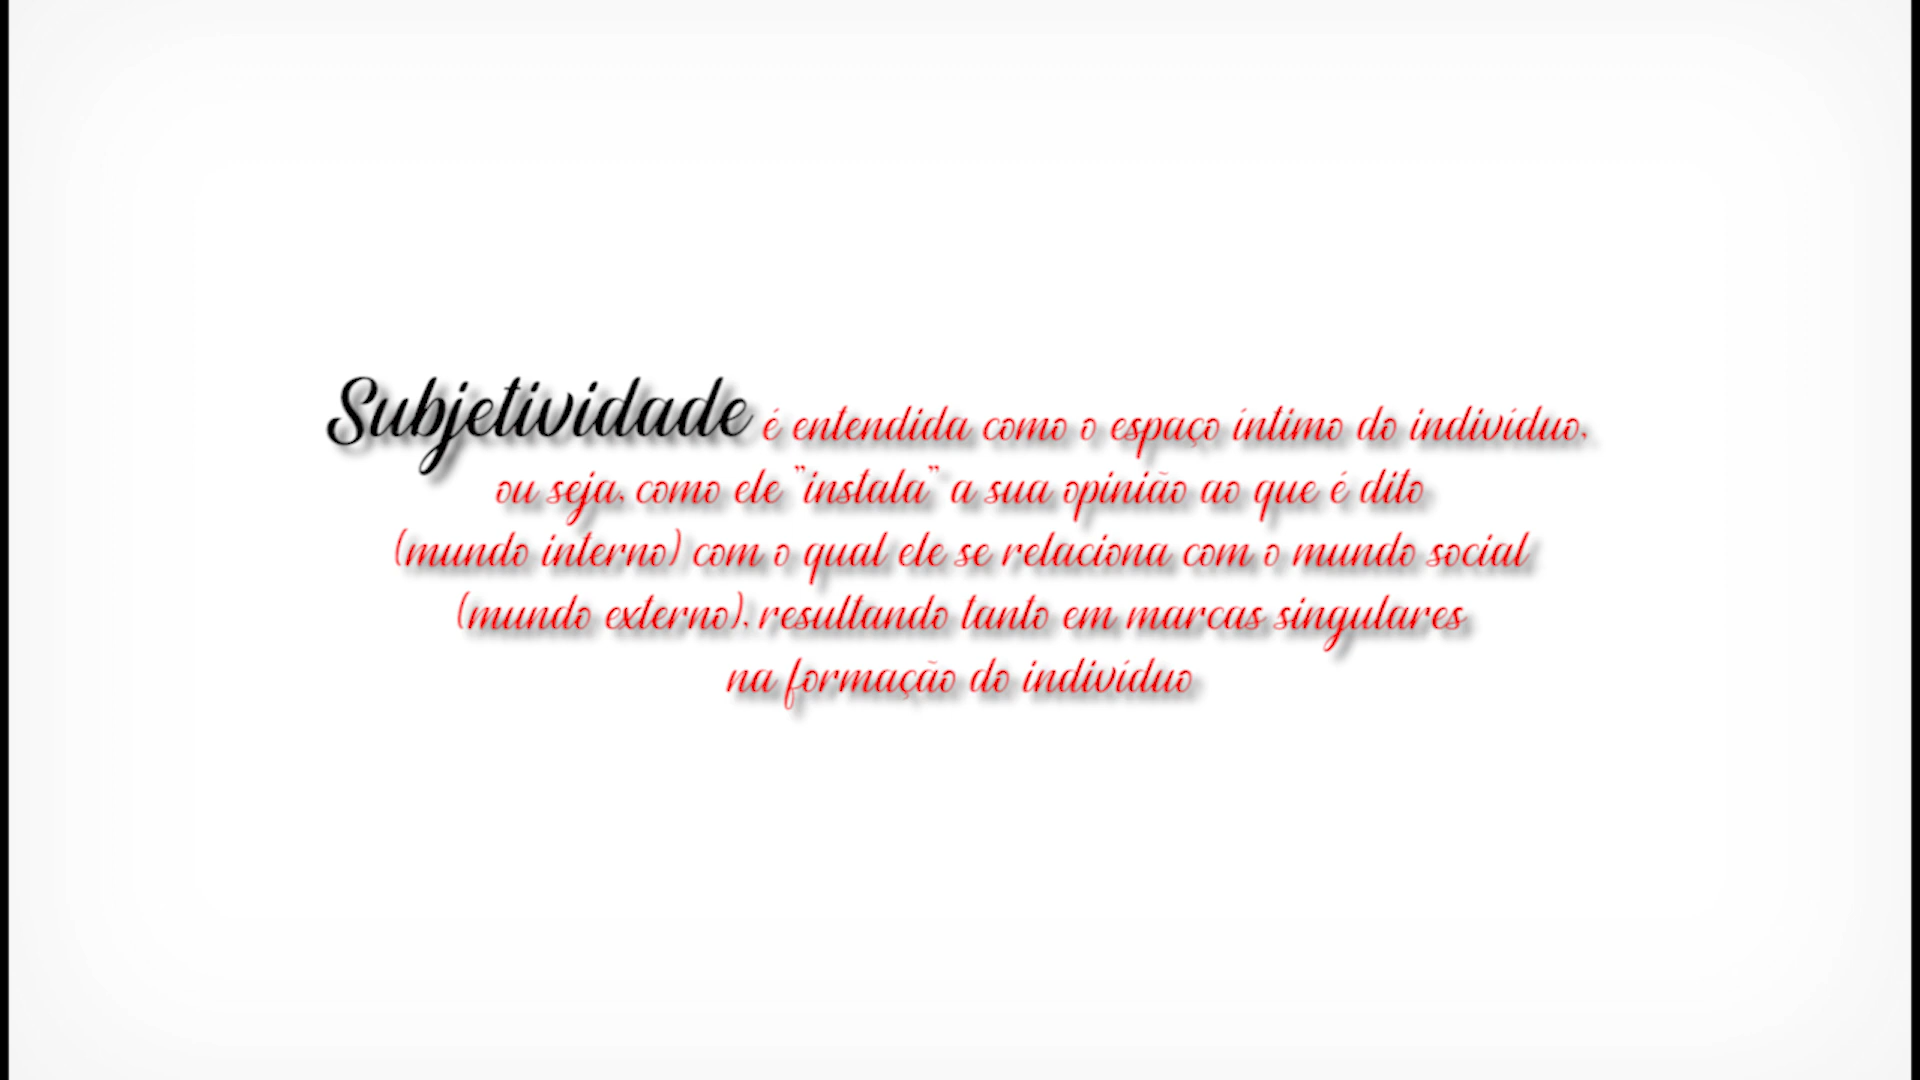 Subjetividade é entendida como o espaço íntimo do indivíduo,
ou seja, como ele "instala" a sua opinião ao que é dito
(mundo interno) com o qual ele se relaciona com o mundo social
(mundo externo), resultando tanto em marcas singulares
na formação do indivíduo